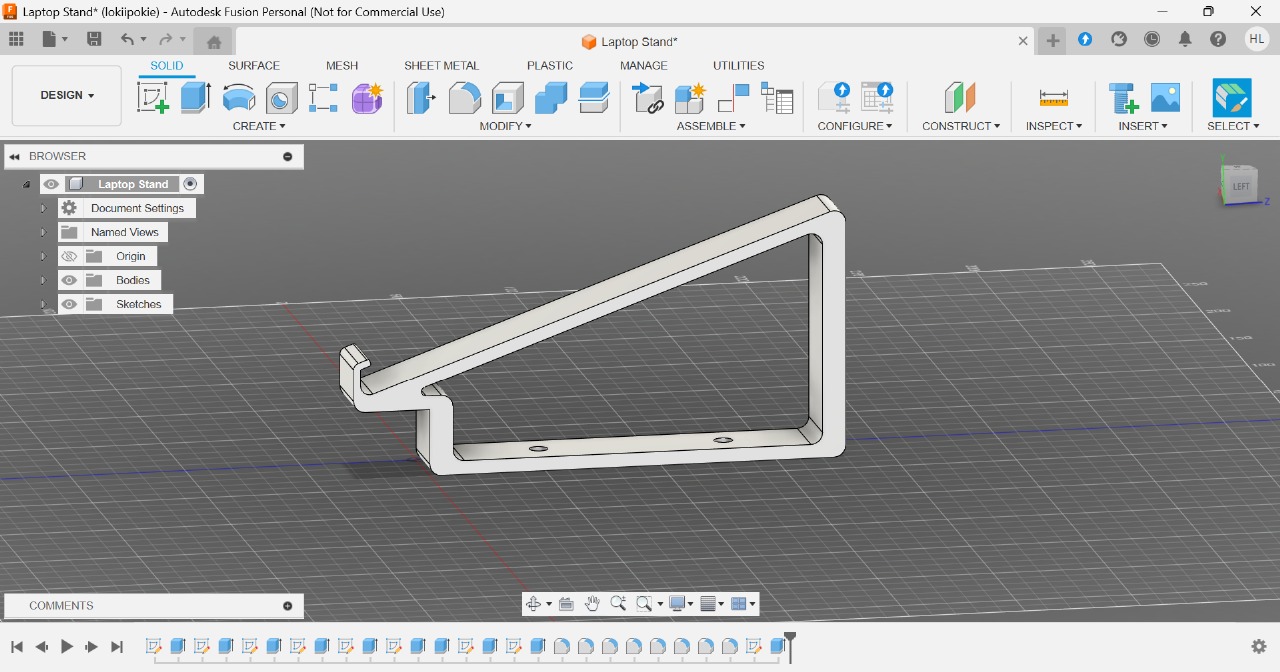 Laptop Stand* (lokiipokie) - Autodesk Fusion Personal (Not for Commercial Use)
Laptop Stand*
HL
SOLID SURFACE MESH SHEET METAL PLASTIC MANAGE UTILITIES
DESIGN
CREATE MODIFY ASSEMBLE CONFIGURE CONSTRUCT INSPECT INSERT SELECT
BROWSER
Laptop Stand
Document Settings
Named Views
Origin
Bodies
Sketches
LEFT
Z
COMMENTS